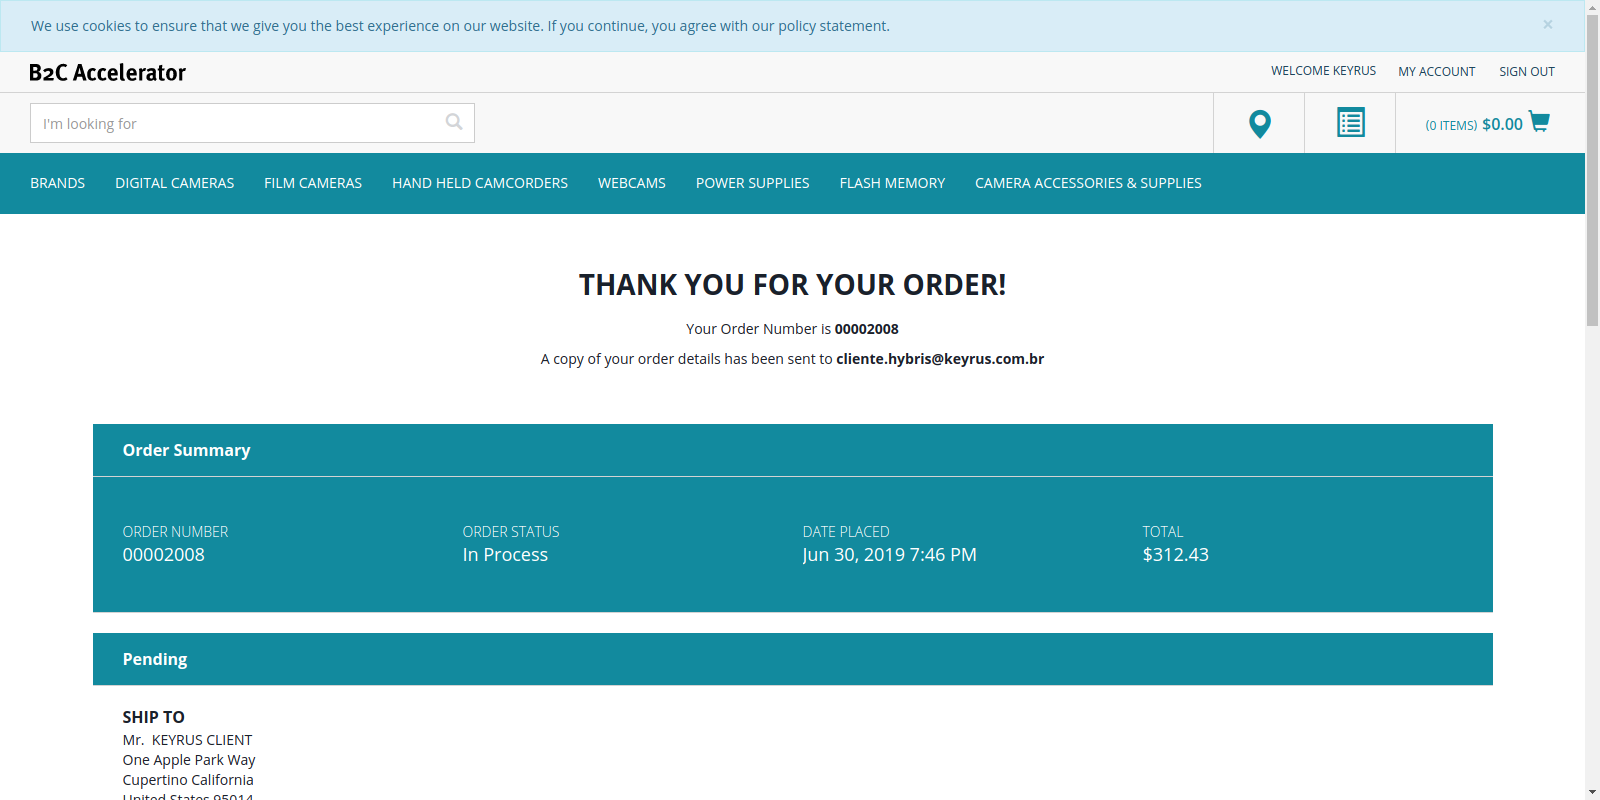 We use cookies to ensure that we give you the best experience on our website. If you continue, you agree with our policy statement. ×
B2C Accelerator
WELCOME KEYRUS MY ACCOUNT SIGN OUT
I'm looking for
(0 ITEMS) $0.00
BRANDS DIGITAL CAMERAS FILM CAMERAS HAND HELD CAMCORDERS WEBCAMS POWER SUPPLIES FLASH MEMORY CAMERA ACCESSORIES & SUPPLIES
THANK YOU FOR YOUR ORDER!
Your Order Number is 00002008
A copy of your order details has been sent to cliente.hybris@keyrus.com.br
Order Summary
ORDER NUMBER ORDER STATUS DATE PLACED TOTAL
00002008 In Process Jun 30, 2019 7:46 PM $312.43
Pending
SHIP TO
Mr. KEYRUS CLIENT
One Apple Park Way
Cupertino California
United States 95014